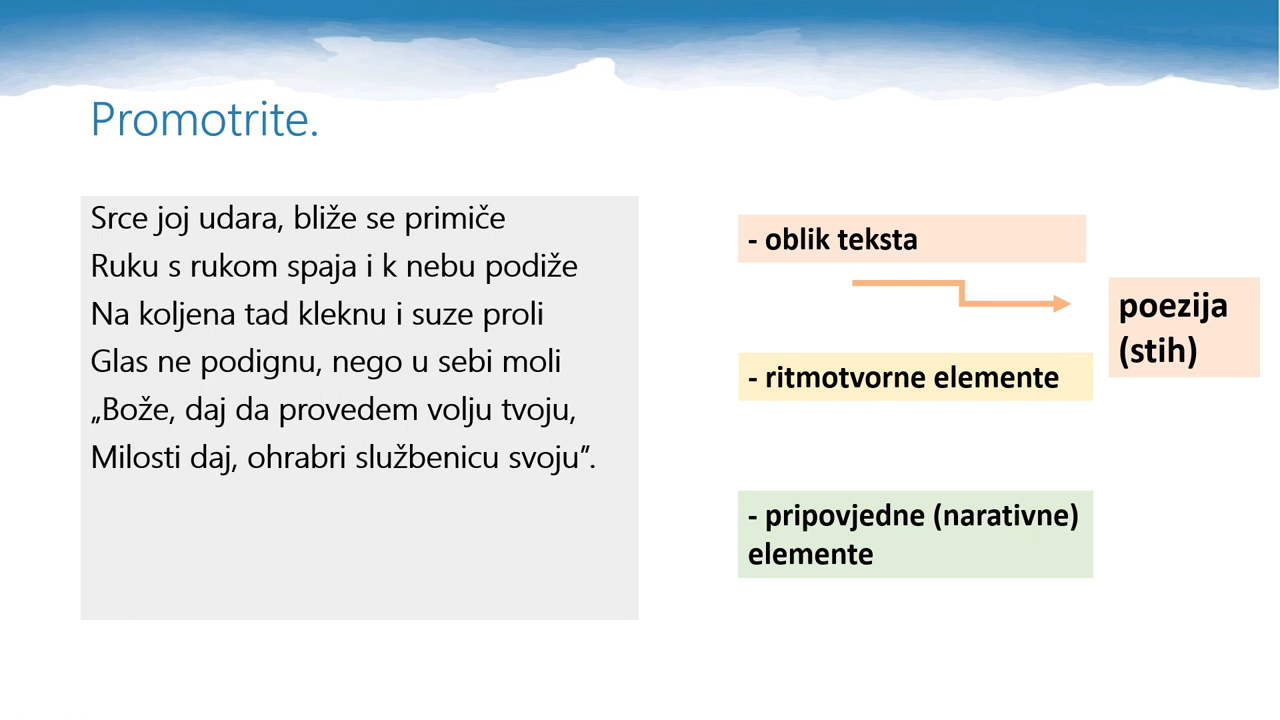 Promotrite.
Srce joj udara, bliže se primiče
Ruku s rukom spaja i k nebu podiže
Na koljena tad kleknu i suze proli
Glas ne podignu, nego u sebi moli
„Bože, daj da provedem volju tvoju,
Milosti daj, ohrabri službenicu svoju”.
- oblik teksta
poezija
(stih)
- ritmotvorne elemente
- pripovjedne (narativne)
elemente